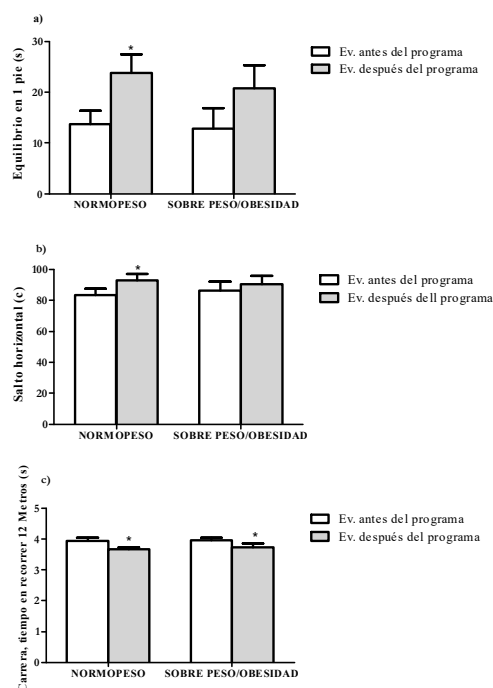 a)
Equilibrio en 1 pie (s)
30
20
10
0
*
NORMOPESO
SOBRE PESO/OBESIDAD
Ev. antes del programa
Ev. después del programa
b)
Salto horizontal (c)
100
80
60
40
20
0
*
NORMOPESO
SOBRE PESO/OBESIDAD
Ev. antes del programa
Ev. después dell programa
c)
Carrera, tiempo en recorrer 12 Metros (s)
5
4
3
2
1
0
*
*
NORMOPESO
SOBRE PESO/OBESIDAD
Ev. antes del programa
Ev. después del programa